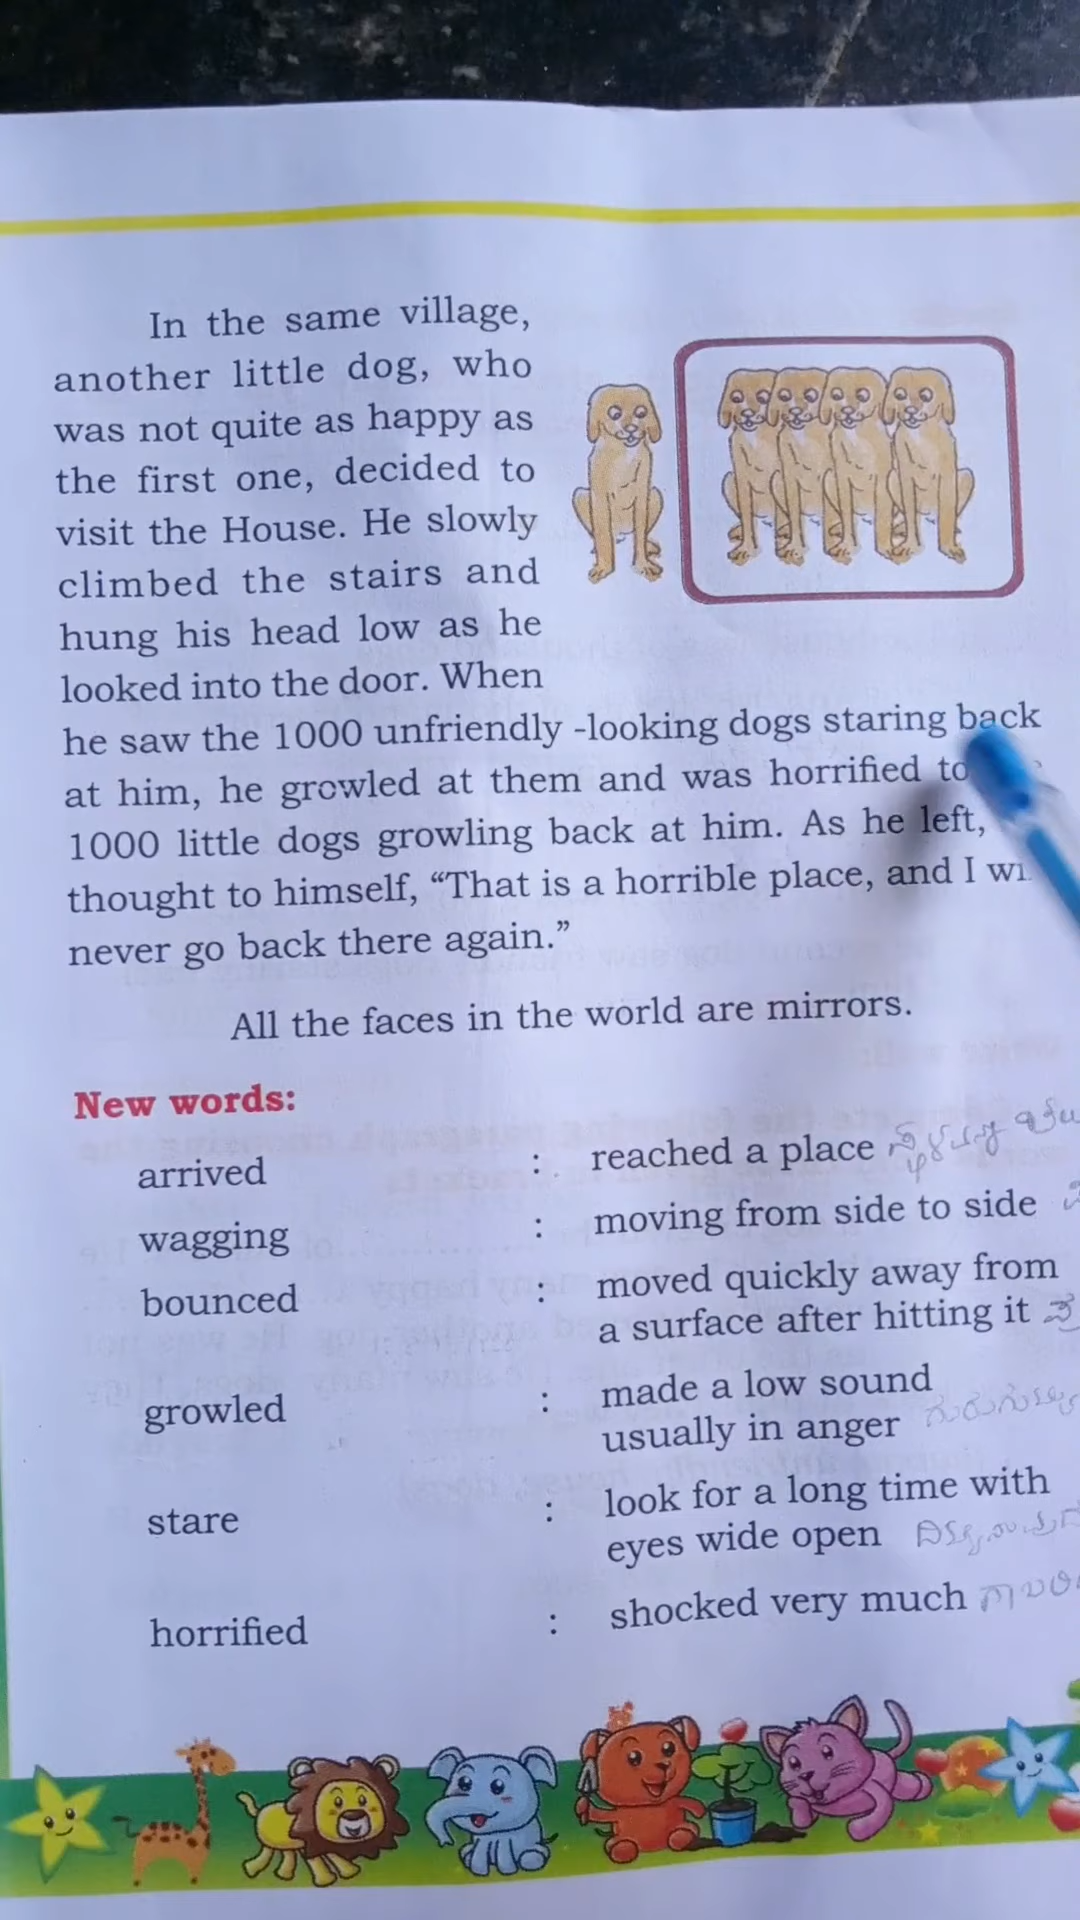 In the same village,
another little dog, who
was not quite as happy as
the first one, decided to
visit the House. He slowly
climbed the stairs and
hung his head low as he
looked into the door. When
he saw the 1000 unfriendly -looking dogs staring back
at him, he growled at them and was horrified to
1000 little dogs growling back at him. As he left,
thought to himself, “That is a horrible place, and I
never go back there again.”
All the faces in the world are mirrors.
New words:
arrived : reached a place
wagging : moving from side to side
bounced : moved quickly away from
a surface after hitting it
growled : made a low sound
usually in anger
stare : look for a long time with
eyes wide open
horrified : shocked very much